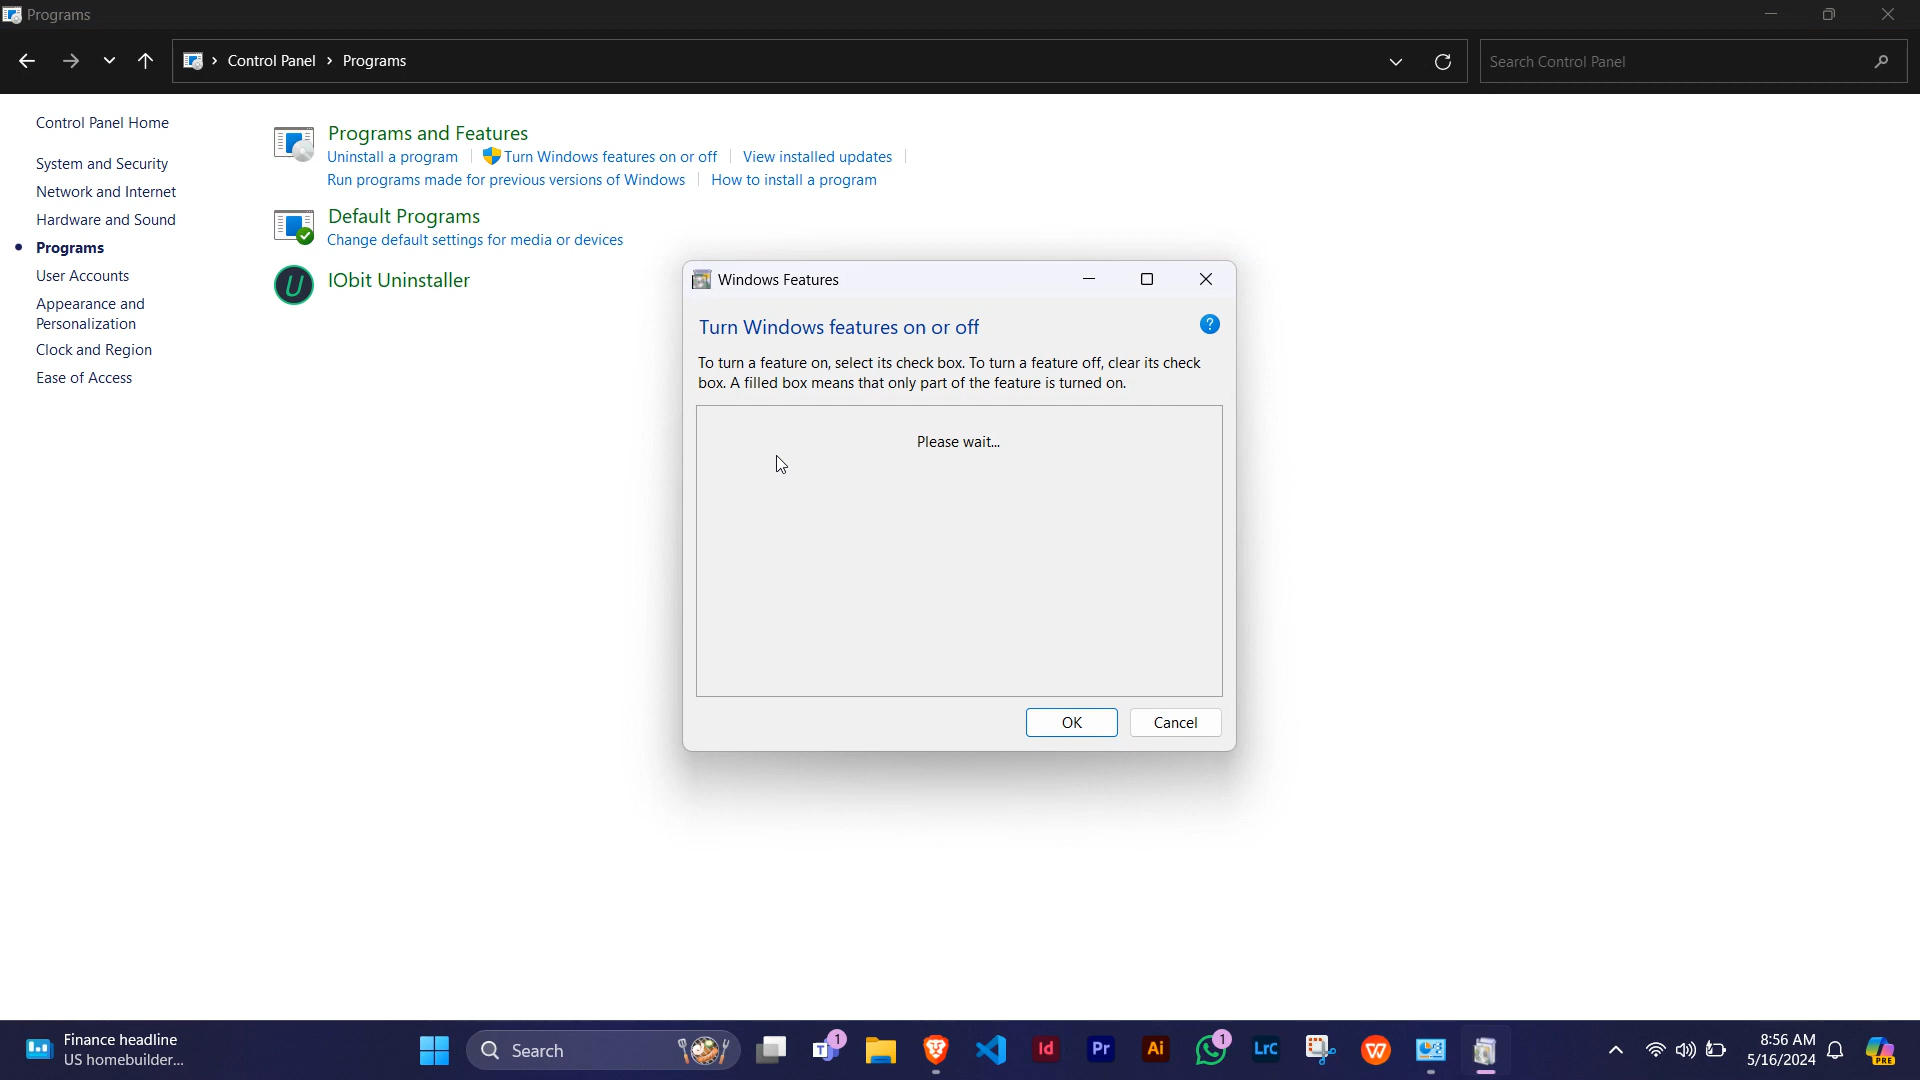 Programs
Control Panel > Programs
Search Control Panel
Control Panel Home
System and Security
Network and Internet
Hardware and Sound
Programs
User Accounts
Appearance and
Personalization
Clock and Region
Ease of Access
Programs and Features
Uninstall a program
Turn Windows features on or off
View installed updates
Run programs made for previous versions of Windows
How to install a program
Default Programs
Change default settings for media or devices
U
IObit Uninstaller
Windows Features
Turn Windows features on or off
?
To turn a feature on, select its check box. To turn a feature off, clear its check
box. A filled box means that only part of the feature is turned on.
Please wait...
OK
Cancel
Finance headline
US homebuilder...
Search
T
1
Id
Pr
Ai
1
LrC
W
8:56 AM
5/16/2024
PRE